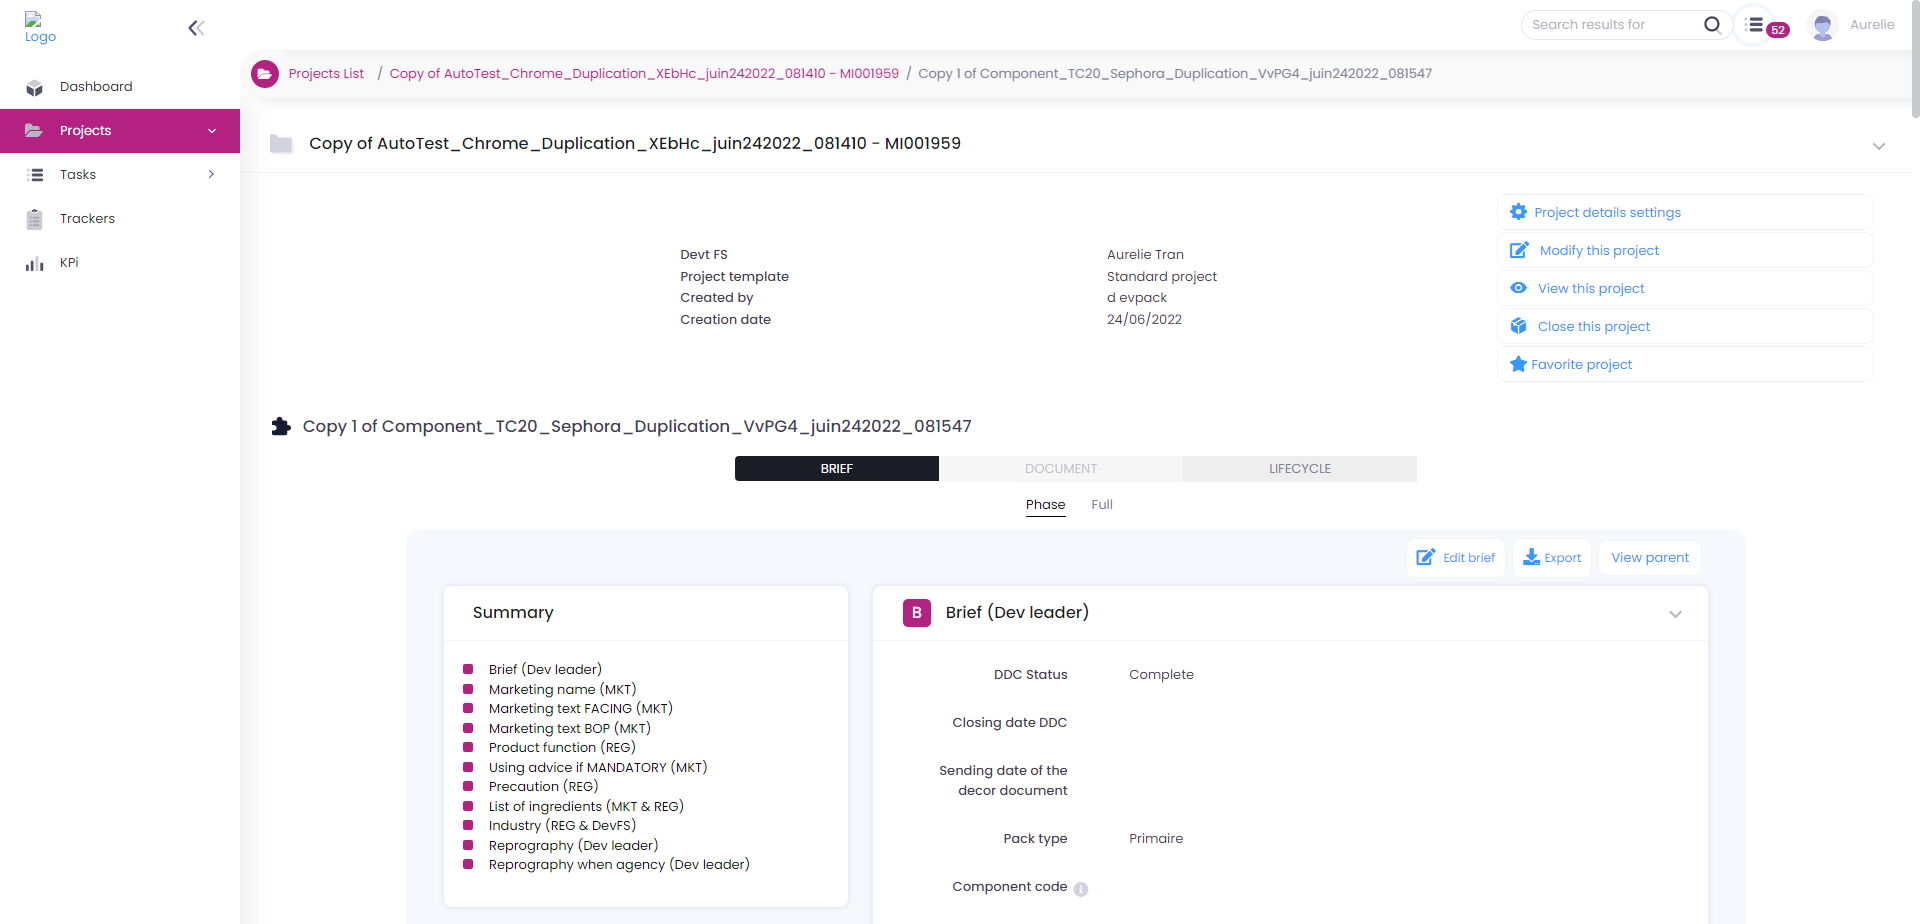 Logo
Search results for
52
Aurelie
Projects List / Copy of AutoTest_Chrome_Duplication_XEbHc_juin242022_081410 - MI001959 / Copy 1 of Component_TC20_Sephora_Duplication_VvPG4_juin242022_081547
Dashboard
Projects
Tasks
Trackers
KPi
Copy of AutoTest_Chrome_Duplication_XEbHc_juin242022_081410 - MI001959
Devt FS Aurelie Tran
Project template Standard project
Created by d evpack
Creation date 24/06/2022
Project details settings
Modify this project
View this project
Close this project
Favorite project
Copy 1 of Component_TC20_Sephora_Duplication_VvPG4_juin242022_081547
BRIEF DOCUMENT LIFECYCLE
Phase Full
Edit brief Export View parent
Summary
Brief (Dev leader)
Marketing name (MKT)
Marketing text FACING (MKT)
Marketing text BOP (MKT)
Product function (REG)
Using advice if MANDATORY (MKT)
Precaution (REG)
List of ingredients (MKT & REG)
Industry (REG & DevFS)
Reprography (Dev leader)
Reprography when agency (Dev leader)
B Brief (Dev leader)
DDC Status Complete
Closing date DDC
Sending date of the
decor document
Pack type Primaire
Component code i